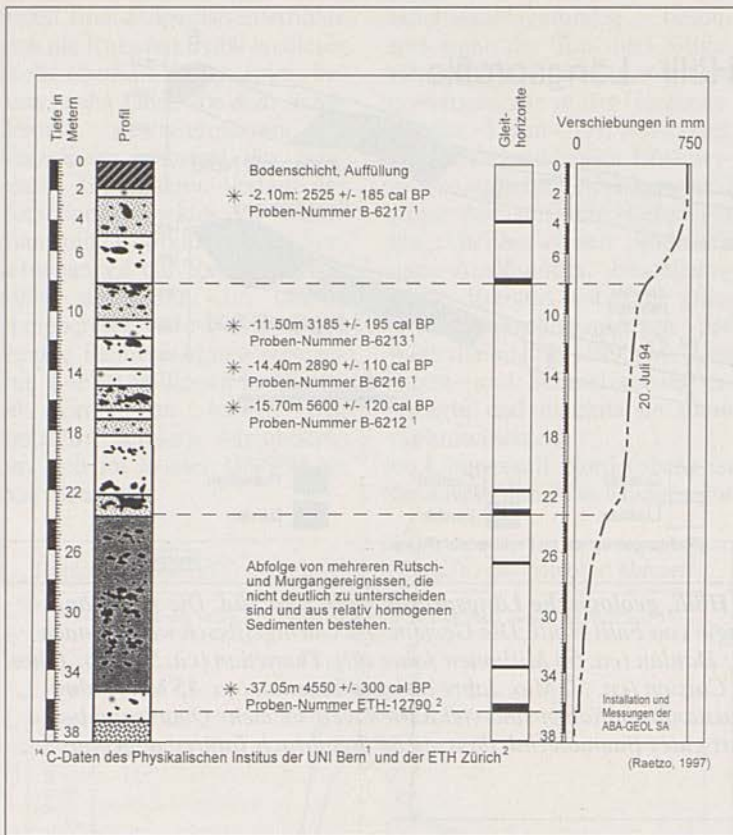 Tiefe in
Metern
Profil
Gleit-
horizonte
Verschiebungen in mm
0 750
0
2
4
6
10
14
18
22
26
30
34
38
Bodenschicht, Auffüllung
-2.10m: 2525 +/- 185 cal BP
Proben-Nummer B-6217 ¹
-11.50m 3185 +/- 195 cal BP
Proben-Nummer B-6213 ¹
-14.40m 2890 +/- 110 cal BP
Proben-Nummer B-6216 ¹
-15.70m 5600 +/- 120 cal BP
Proben-Nummer B-6212 ¹
Abfolge von mehreren Rutsch-
und Murgangereignissen, die
nicht deutlich zu unterscheiden
sind und aus relativ homogenen
Sedimenten bestehen.
-37.05m 4550 +/- 300 cal BP
Proben-Nummer ETH-12790 ²
0
2
4
6
10
14
18
22
26
30
34
36
38
20. Juli 94
Installation und
Messungen der
ABA-GEOL SA
¹⁴ C-Daten des Physikalischen Institus der UNI Bern¹ und der ETH Zürich²
(Raetzo, 1997)